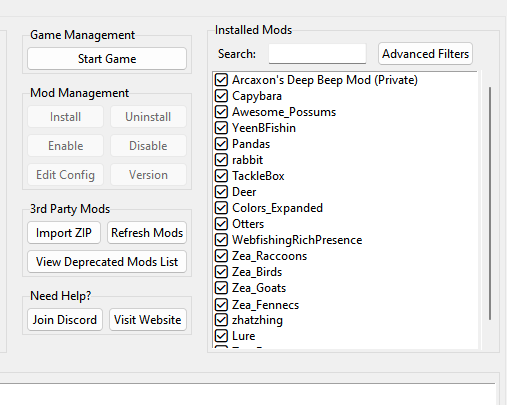 Game Management
Start Game
Mod Management
Install Uninstall
Enable Disable
Edit Config Version
3rd Party Mods
Import ZIP Refresh Mods
View Deprecated Mods List
Need Help?
Join Discord Visit Website
Installed Mods
Search: Advanced Filters
Arcaxon's Deep Beep Mod (Private)
Capybara
Awesome_Possums
YeenBFishin
Pandas
rabbit
TackleBox
Deer
Colors_Expanded
Otters
WebfishingRichPresence
Zea_Raccoons
Zea_Birds
Zea_Goats
Zea_Fennecs
zhatzhing
Lure